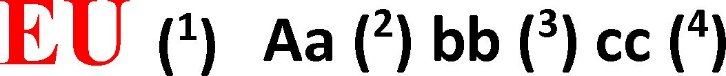 EU (¹) Aa (²) bb (³) cc (⁴)